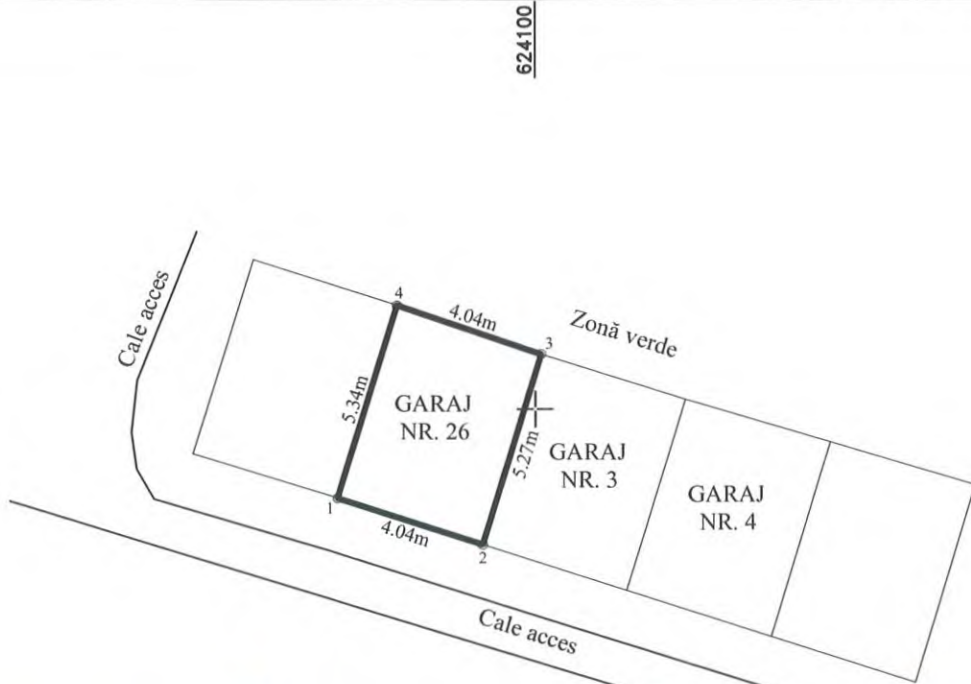 624100
Cale acces
4
4.04m
3
Zonă verde
5.34m
GARAJ
NR. 26
5.27m
GARAJ
NR. 3
GARAJ
NR. 4
1
4.04m
2
Cale acces